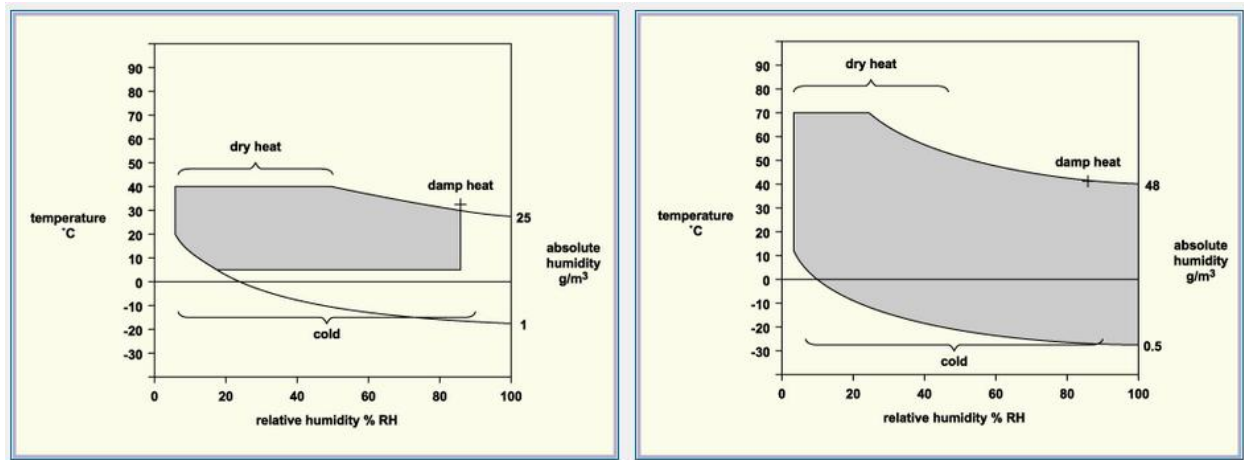 90
80
70
60
50
40
30
20
10
0
-10
-20
-30
temperature
°C
dry heat
damp heat
cold
25
1
absolute
humidity
g/m³
0 20 40 60 80 100
relative humidity % RH
90
80
70
60
50
40
30
20
10
0
-10
-20
-30
temperature
°C
dry heat
damp heat
cold
48
0.5
absolute
humidity
g/m³
0 20 40 60 80 100
relative humidity % RH